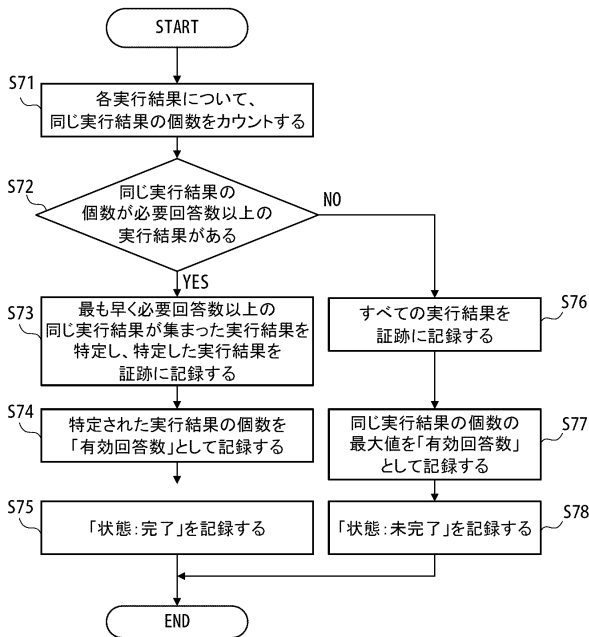 START
S71
各実行結果について、
同じ実行結果の個数をカウントする
S72
同じ実行結果の
個数が必要回答数以上の
実行結果がある
NO
YES
S73
最も早く必要回答数以上の
同じ実行結果が集まった実行結果を
特定し、特定した実行結果を
証跡に記録する
S76
すべての実行結果を
証跡に記録する
S74
特定された実行結果の個数を
「有効回答数」として記録する
S77
同じ実行結果の個数の
最大値を「有効回答数」
として記録する
S75
「状態：完了」を記録する
S78
「状態：未完了」を記録する
END